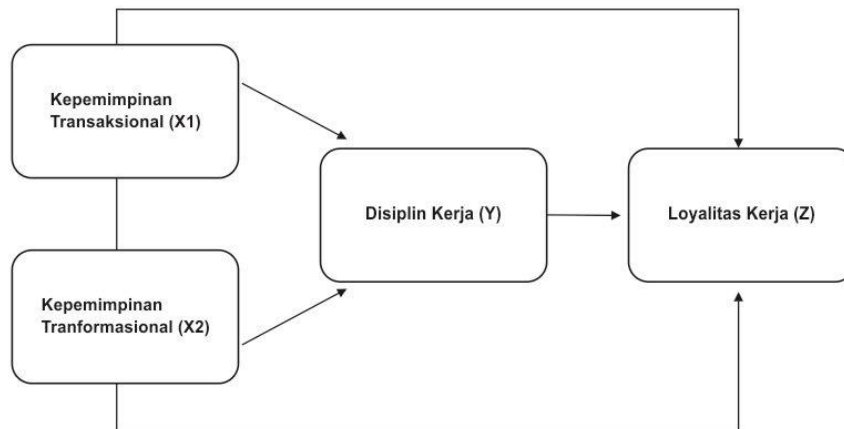 Kepemimpinan
Transaksional (X1)
Disiplin Kerja (Y)
Loyalitas Kerja (Z)
Kepemimpinan
Tranformasional (X2)